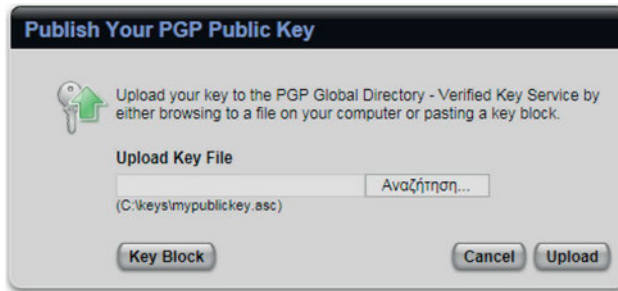 Publish Your PGP Public Key
Upload your key to the PGP Global Directory - Verified Key Service by
either browsing to a file on your computer or pasting a key block.
Upload Key File
Αναζήτηση...
(C:\keys\mypublickey.asc)
Key Block
Cancel
Upload